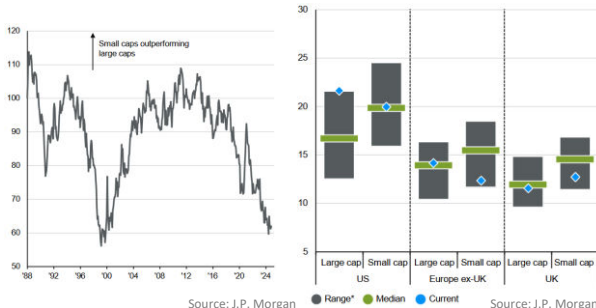 120
110
100
90
80
70
60
50
Small caps outperforming
large caps
'88 '92 '96 '00 '04 '08 '12 '16 '20 '24
Source: J.P. Morgan
30
25
20
15
10
5
Large cap Small cap Large cap Small cap Large cap Small cap
US Europe ex-UK UK
Range* Median Current
Source: J.P. Morgan